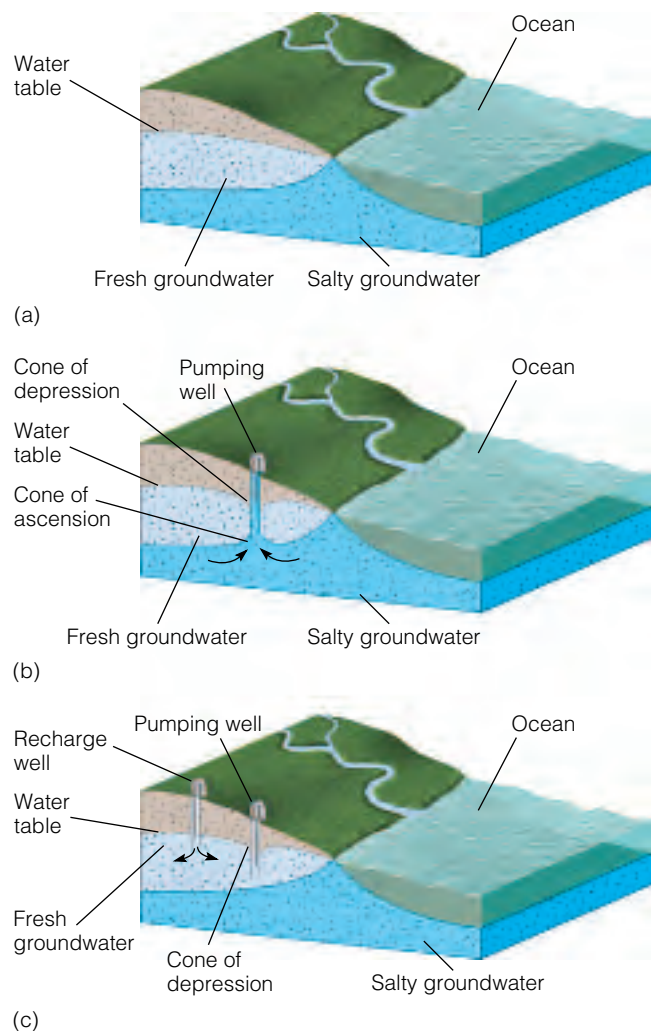 Ocean
Water
table
Fresh groundwater
Salty groundwater
(a)
Cone of
depression
Pumping
well
Ocean
Water
table
Cone of
ascension
Fresh groundwater
Salty groundwater
(b)
Pumping well
Ocean
Recharge
well
Water
table
Fresh
groundwater
Cone of
depression
Salty groundwater
(c)